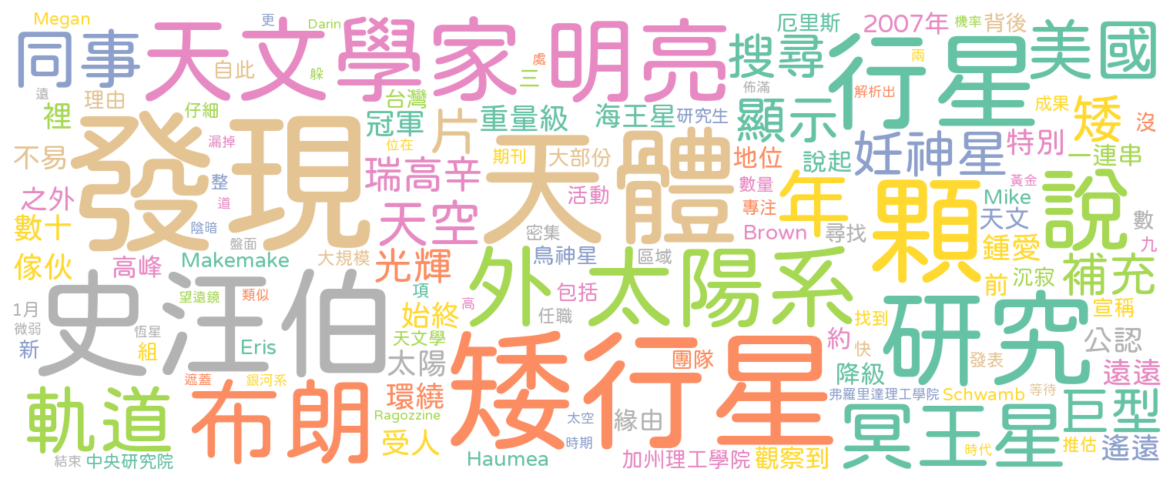 Megan
同事
天文學家
明亮
更
Darin
搜尋
厄里斯
行星
2007年
機率
背後
美國
遠
裡
理由
自此
仔細
躲
處
三
台灣
冠軍
重量級
海王星
研究生
佈滿
顯示
兩
解析出
成果
矮
沒
發現
不易
漏掉
位在
片
期刊
大部份
天體
地位
說起
妊神星
特別
一連串
之外
整
道
瑞高辛
活動
數量
專注
年
顆
黃金
Mike
說
數十
陰暗
盤面
天空
密集
鳥神星
Brown
尋找
區域
天文
鍾愛
數
九
傢伙
高峰
Makemake
大規模
光輝
外太陽系
包括
前
沉寂
補充
1月
微弱
新
史汪伯
望遠鏡
恆星
組
類似
Eris
項
高
始終
任職
找到
約
快
研究
宣稱
公認
天文學
太陽
矮行星
團隊
降級
發表
遠遠
軌道
布朗
遮蓋
銀河系
環繞
Ragozzine
受人
緣由
太空
時期
弗羅里達理工學院
Schwamb
等待
冥王星
巨型
推估
遙遠
時代
結束
中央研究院
Haumea
加州理工學院
觀察到